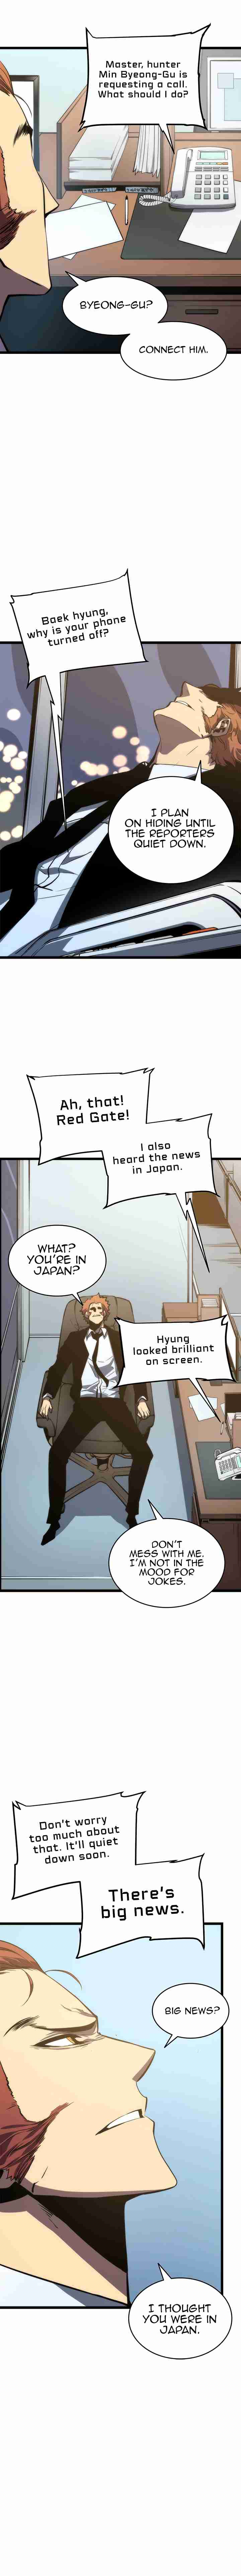 Master, hunter
Min Byeong-Gu is
requesting a call.
What should I do?
BYEONG-GU?
CONNECT HIM.
Baek hyung,
why is your phone
turned off?
I PLAN
ON HIDING UNTIL
THE REPORTERS
QUIET DOWN.
Ah, that!
Red Gate!
I also
heard the news
in Japan.
WHAT?
YOU'RE IN
JAPAN?
Hyung
looked brilliant
on screen.
DON'T
MESS WITH ME.
I'M NOT IN THE
MOOD FOR
JOKES.
Don't worry
too much about
that. It'll quiet
down soon.
There's
big news.
BIG NEWS?
I THOUGHT
YOU WERE IN
JAPAN.